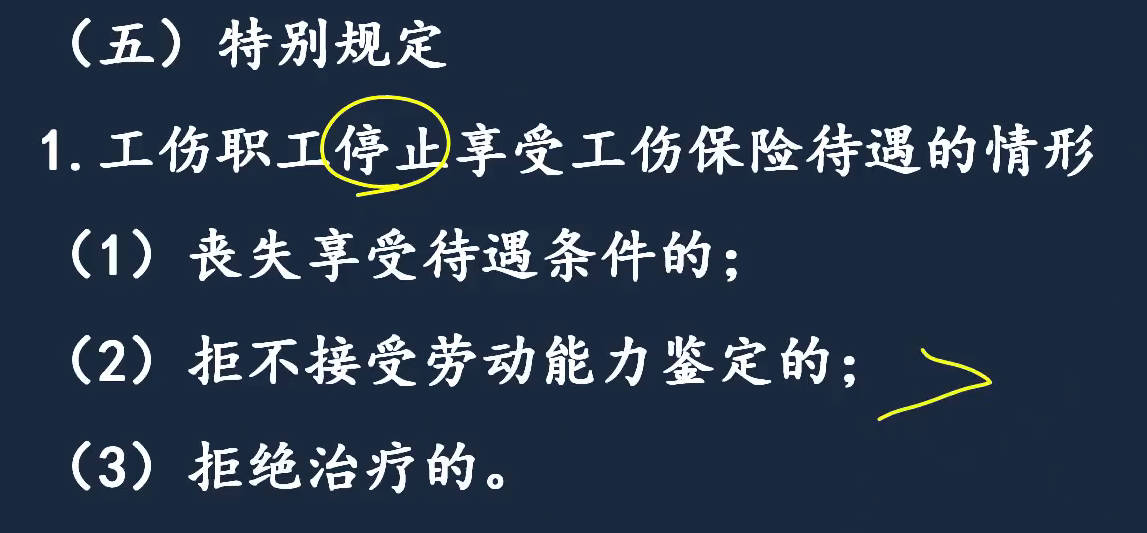 （五）特别规定
1.工伤职工停止享受工伤保险待遇的情形
（1）丧失享受待遇条件的；
（2）拒不接受劳动能力鉴定的；
（3）拒绝治疗的。